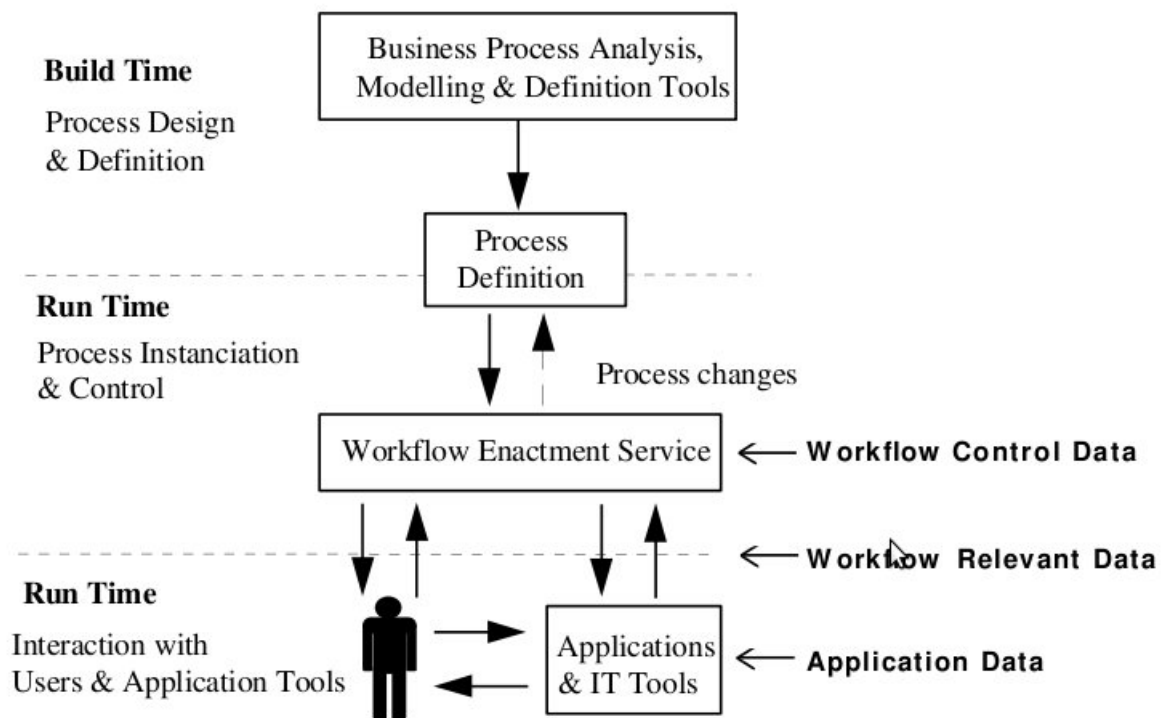 Business Process Analysis,
Modelling & Definition Tools
Build Time
Process Design
& Definition
Process
Definition
Run Time
Process Instanciation
& Control
Process changes
Workflow Enactment Service
Workflow Control Data
Workflow Relevant Data
Run Time
Interaction with
Users & Application Tools
Applications
& IT Tools
Application Data